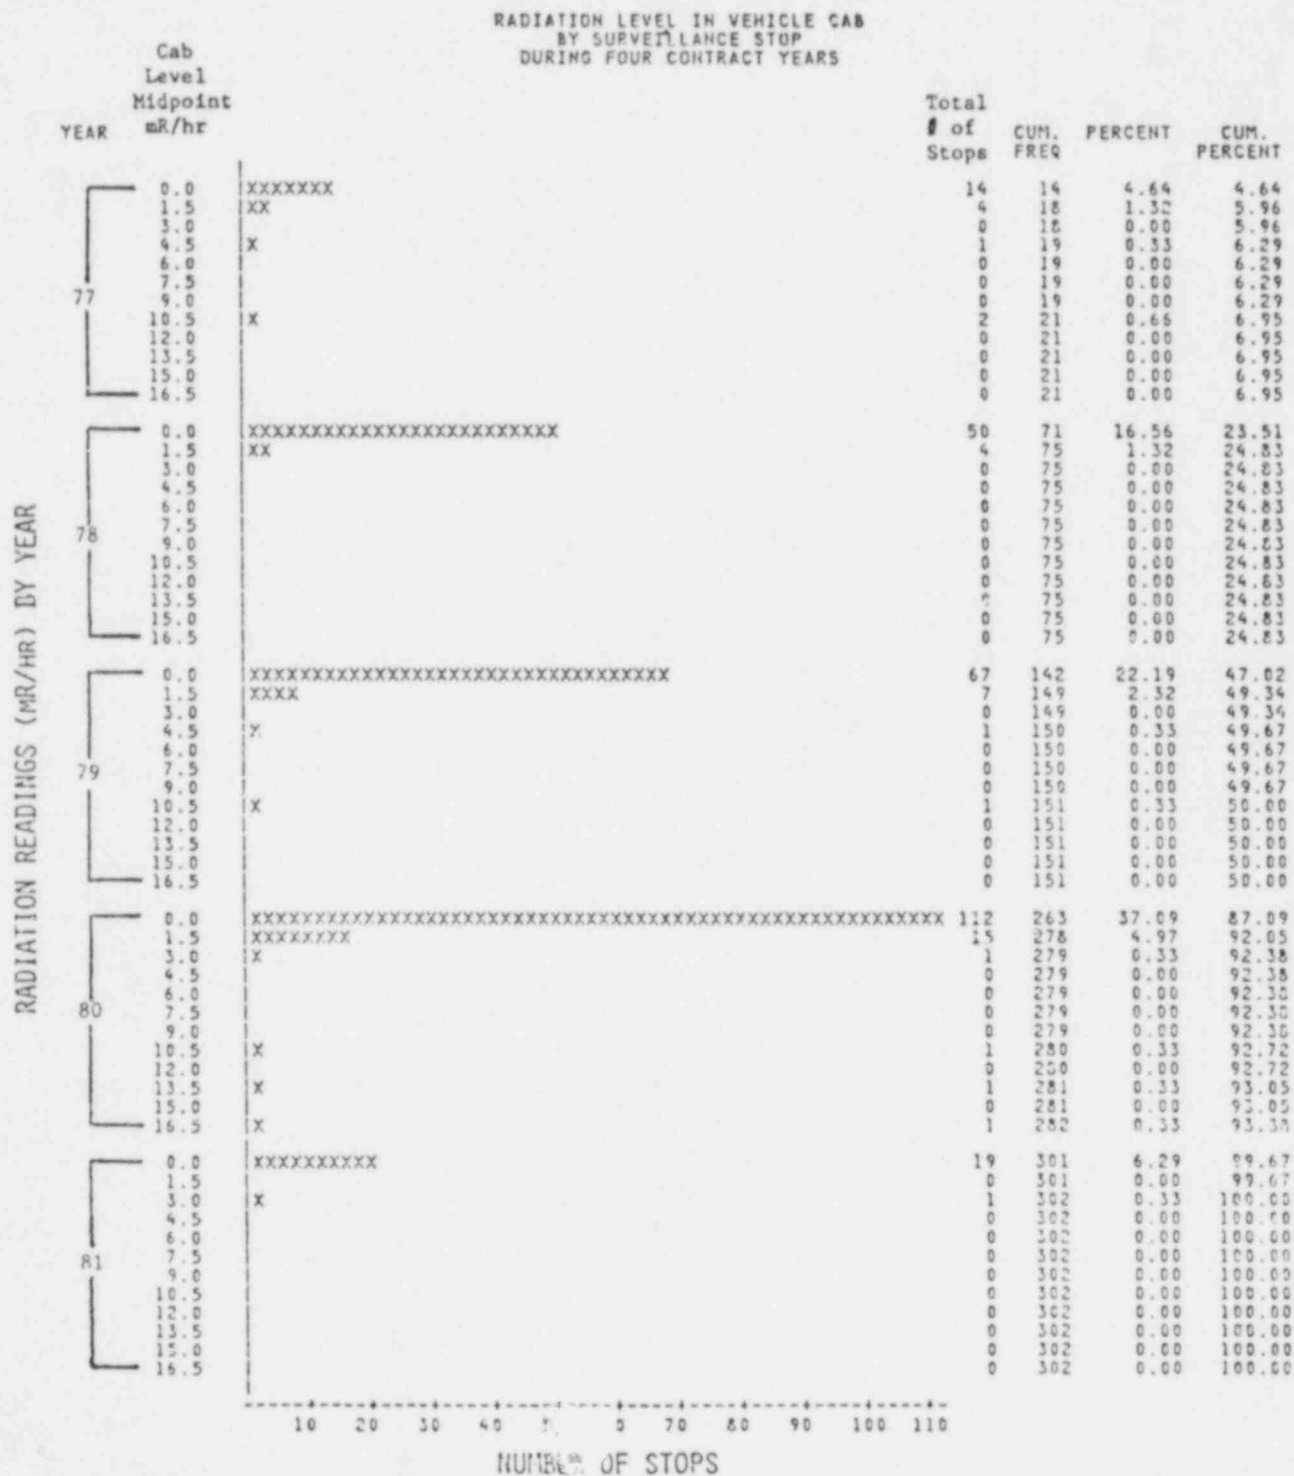 RADIATION LEVEL IN VEHICLE CAB
BY SURVEILLANCE STOP
DURING FOUR CONTRACT YEARS
YEAR
Cab
Level
Midpoint
mR/hr
Total
# of
Stops
CUM.
FREQ
PERCENT
CUM.
PERCENT
RADIATION READINGS (MR/HR) BY YEAR
77
0.0 XXXXXXX 14 14 4.64 4.64
1.5 XX 4 18 1.32 5.96
3.0 0 18 0.00 5.96
4.5 X 1 19 0.33 6.29
6.0 0 19 0.00 6.29
7.5 0 19 0.00 6.29
9.0 0 19 0.00 6.29
10.5 X 2 21 0.66 6.95
12.0 0 21 0.00 6.95
13.5 0 21 0.00 6.95
15.0 0 21 0.00 6.95
16.5 0 21 0.00 6.95
78
0.0 XXXXXXXXXXXXXXXXXXXXXXXXX 50 71 16.56 23.51
1.5 XX 4 75 1.32 24.83
3.0 0 75 0.00 24.83
4.5 0 75 0.00 24.83
6.0 0 75 0.00 24.83
7.5 0 75 0.00 24.83
9.0 0 75 0.00 24.83
10.5 0 75 0.00 24.83
12.0 0 75 0.00 24.83
13.5 75 0.00 24.83
15.0 0 75 0.00 24.83
16.5 0 75 0.00 24.83
79
0.0 XXXXXXXXXXXXXXXXXXXXXXXXXXXXXXXXXX 67 142 22.19 47.02
1.5 XXXX 7 149 2.32 49.34
3.0 0 149 0.00 49.34
4.5 X 1 150 0.33 49.67
6.0 0 150 0.00 49.67
7.5 0 150 0.00 49.67
9.0 0 150 0.00 49.67
10.5 X 1 151 0.33 50.00
12.0 0 151 0.00 50.00
13.5 0 151 0.00 50.00
15.0 0 151 0.00 50.00
16.5 0 151 0.00 50.00
80
0.0 XXXXXXXXXXXXXXXXXXXXXXXXXXXXXXXXXXXXXXXXXXXXXXXXXXXXXXXX 112 263 37.09 87.09
1.5 XXXXXXXX 15 278 4.97 92.05
3.0 X 1 279 0.33 92.38
4.5 0 279 0.00 92.38
6.0 0 279 0.00 92.38
7.5 0 279 0.00 92.38
9.0 0 279 0.00 92.38
10.5 X 1 280 0.33 92.72
12.0 0 280 0.00 92.72
13.5 X 1 281 0.33 93.05
15.0 0 281 0.00 93.05
16.5 X 1 282 0.33 93.38
81
0.0 XXXXXXXXXX 19 301 6.29 99.67
1.5 0 301 0.00 99.67
3.0 X 1 302 0.33 100.00
4.5 0 302 0.00 100.00
6.0 0 302 0.00 100.00
7.5 0 302 0.00 100.00
9.0 0 302 0.00 100.00
10.5 0 302 0.00 100.00
12.0 0 302 0.00 100.00
13.5 0 302 0.00 100.00
15.0 0 302 0.00 100.00
16.5 0 302 0.00 100.00
10 20 30 40 70 80 90 100 110
NUMBER OF STOPS